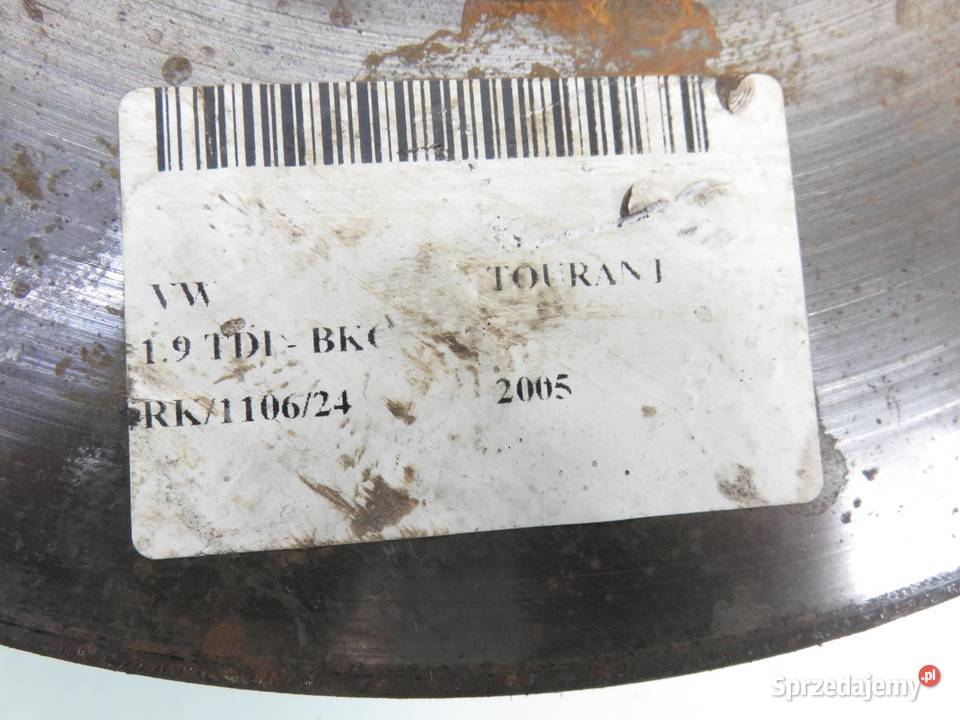 VW TOURAN I
1.9 TDI - BKC
RK/1106/24 2005
Sprzedajemy.pl